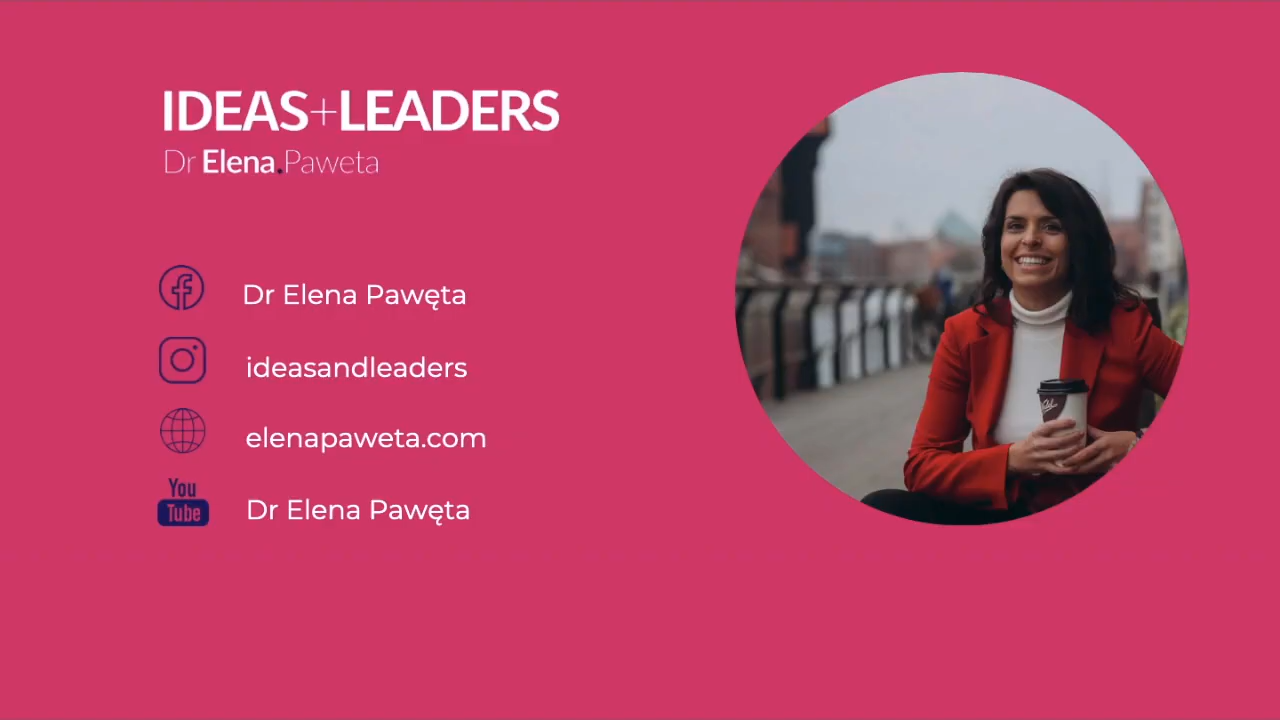 IDEAS+LEADERS
Dr Elena.Paweta
Dr Elena Pawęta
ideasandleaders
elenapaweta.com
You
Tube
Dr Elena Pawęta